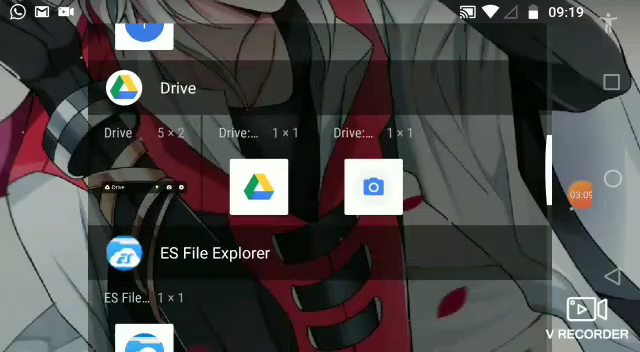 09:19
Drive
Drive 5 × 2 Drive:... 1 × 1 Drive:... 1 × 1
Drive
03:09
ES
ES File Explorer
ES File... 1 × 1
V RECORDER